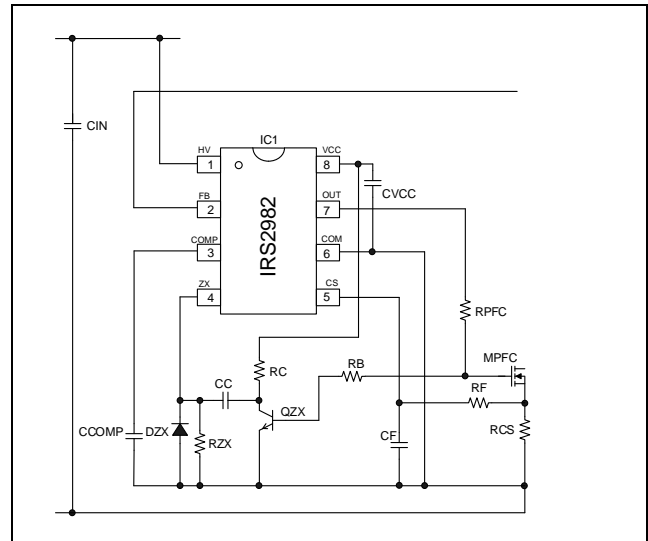 CIN
IC1
HV
1
FB
2
COMP
3
ZX
4
IRS2982
VCC
8
OUT
7
COM
6
CS
5
CVCC
RPFC
MPFC
RC
RB
RF
CC
QZX
RCS
CCOMP
DZX
RZX
CF